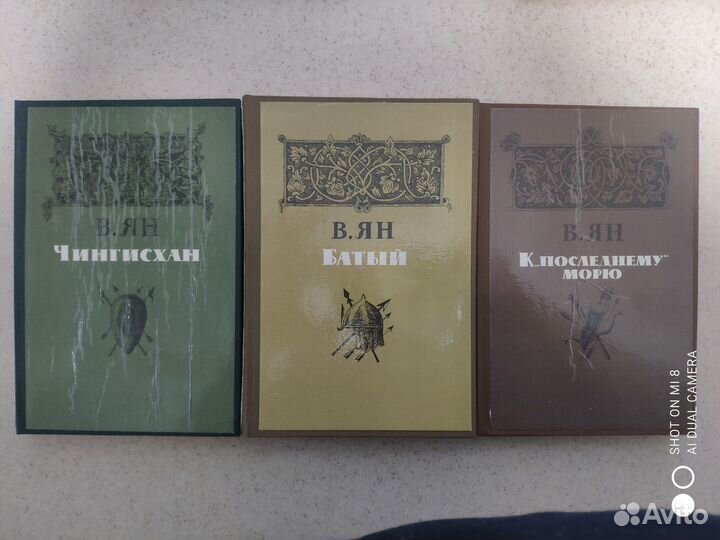 В. ЯН
ЧИНГИСХАН
В. ЯН
БАТЫЙ
В. ЯН
К „ПОСЛЕДНЕМУ“
МОРЮ
SHOT ON MI 8
AI DUAL CAMERA
Avito